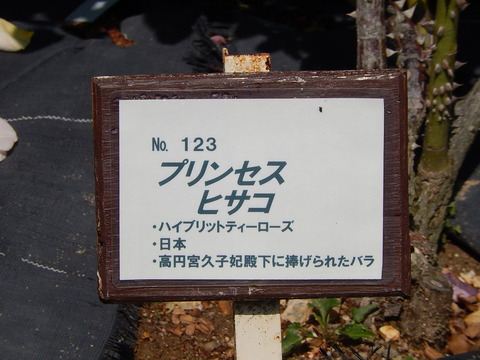 № 123
プリンセス
ヒサコ
・ハイブリットティーローズ
・日本
・高円宮久子妃殿下に捧げられたバラ